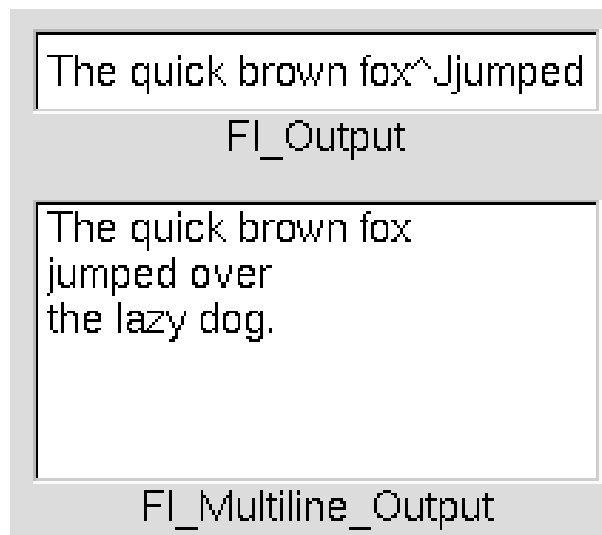 The quick brown fox^Jjumped
Fl_Output
The quick brown fox
jumped over
the lazy dog.
Fl_Multiline_Output